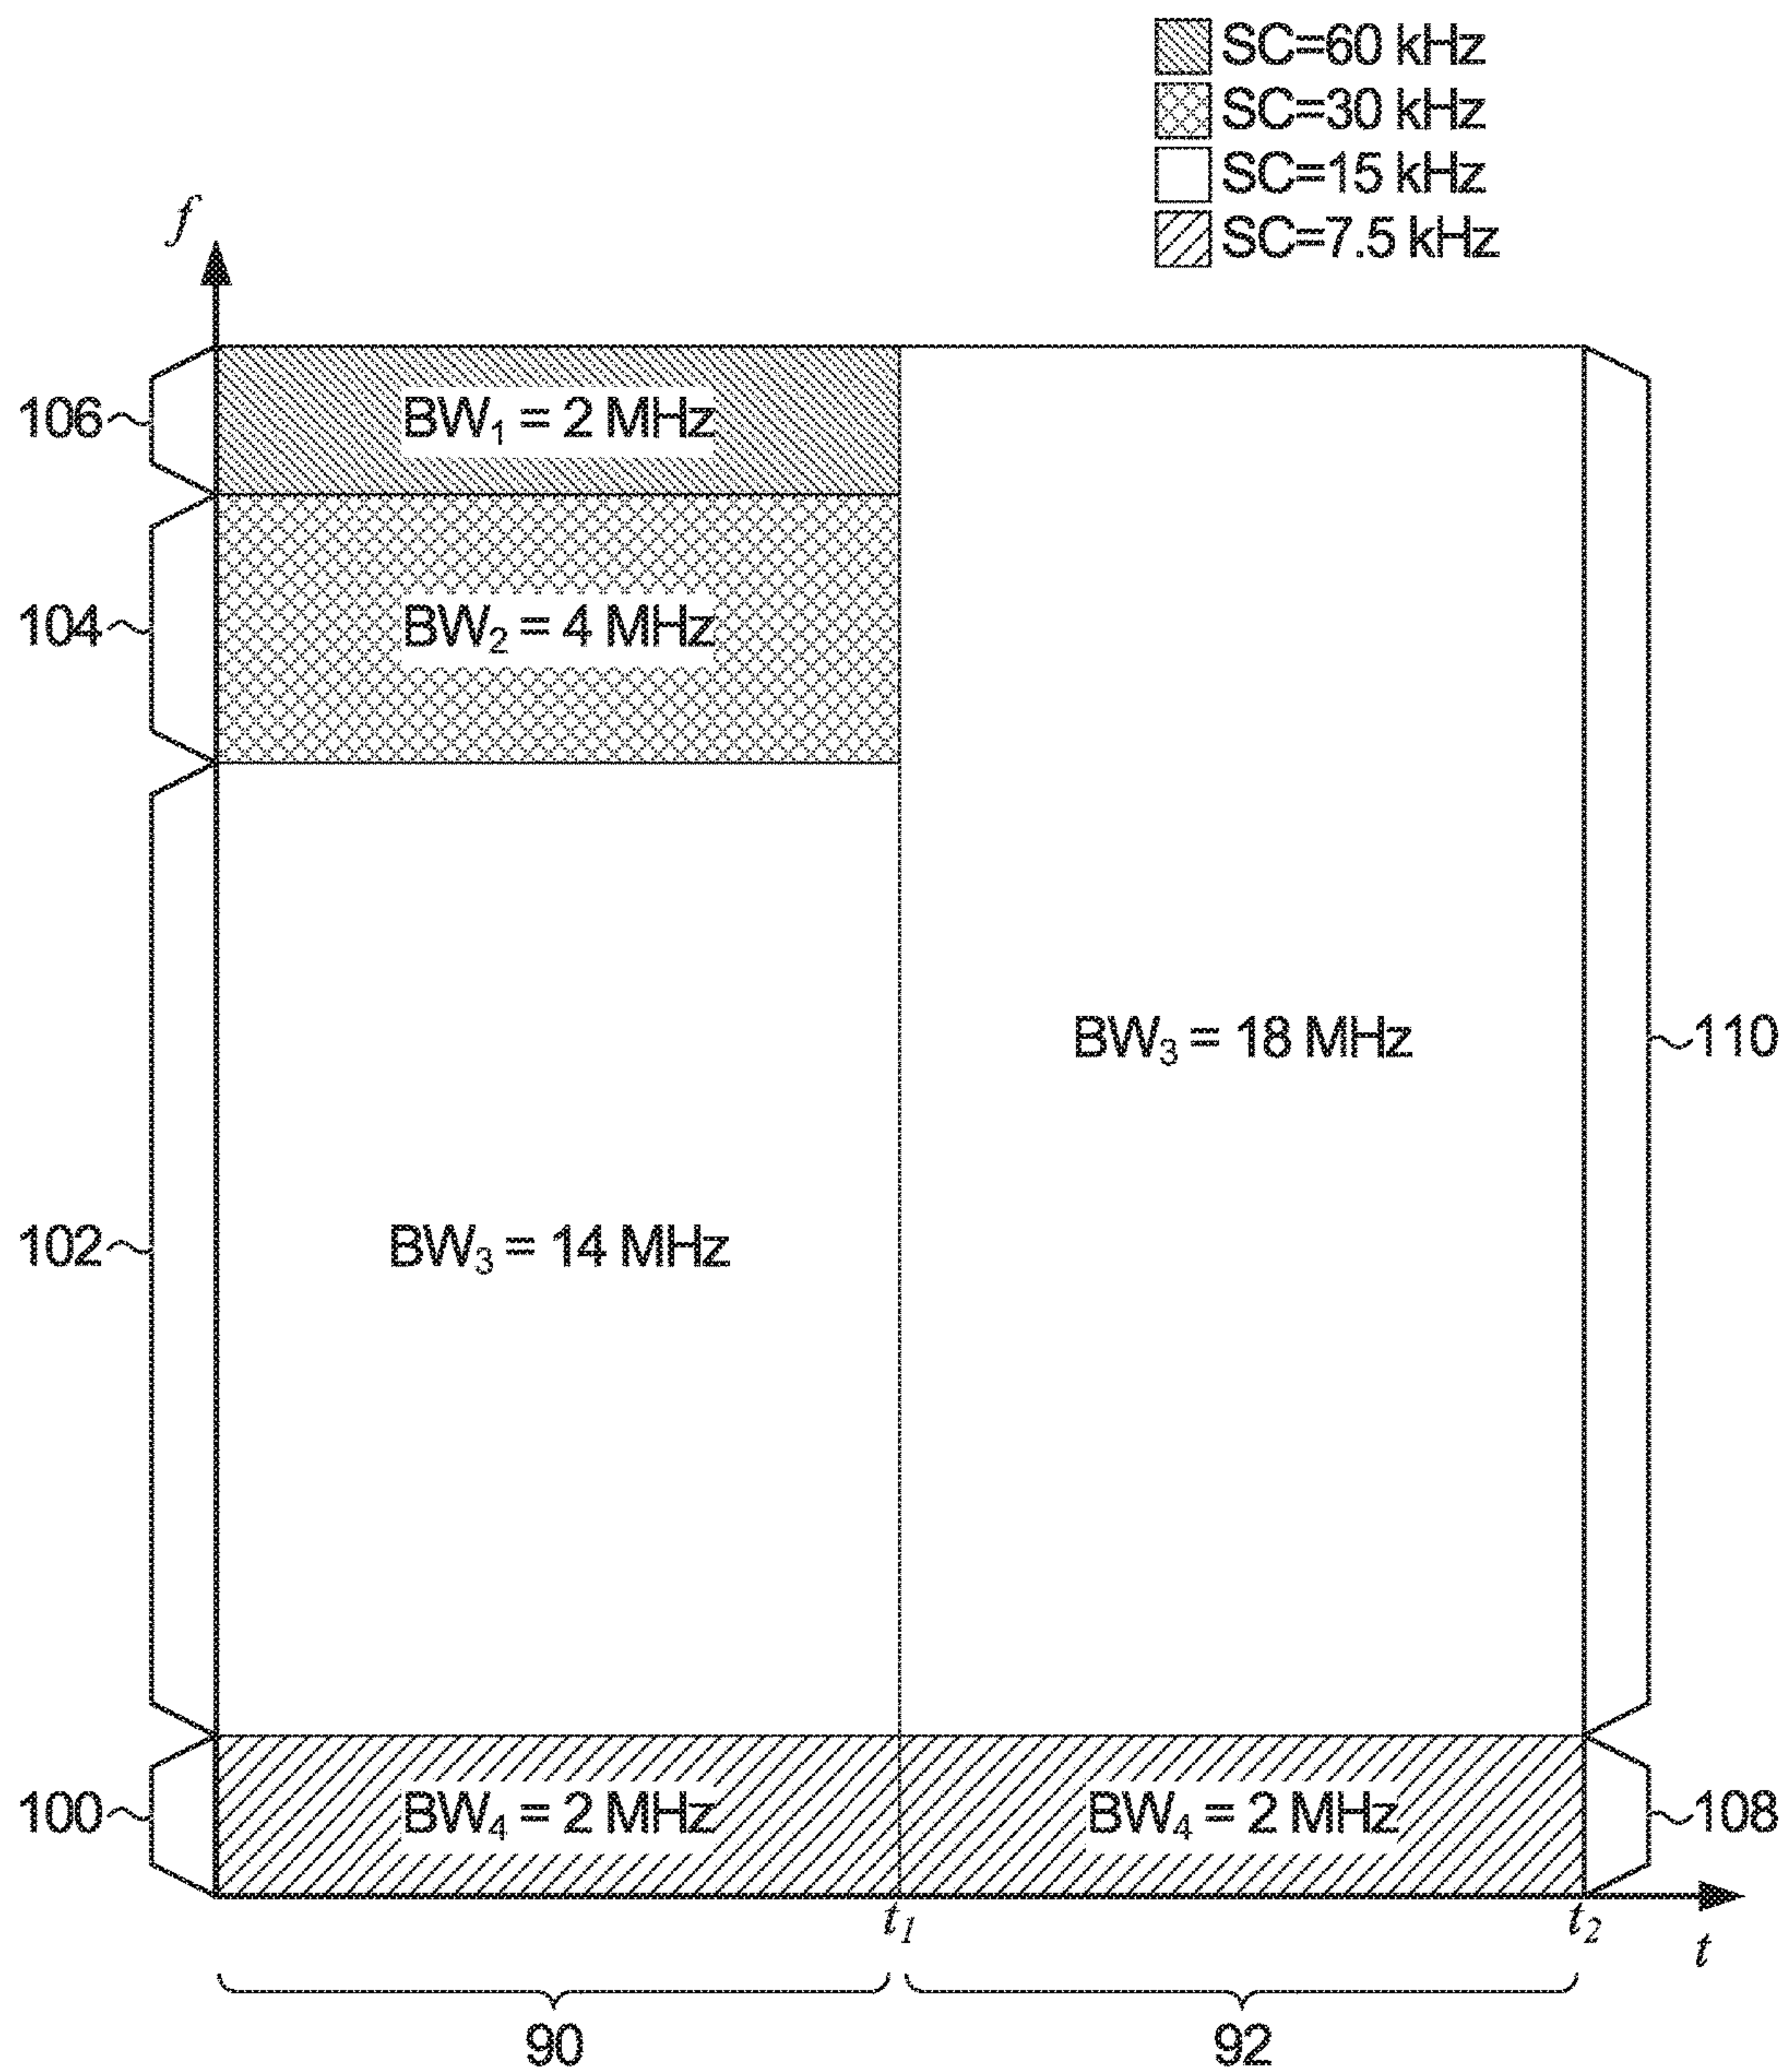 SC=60 kHz
SC=30 kHz
SC=15 kHz
SC=7.5 kHz
f
106
BW₁ = 2 MHz
104
BW₂ = 4 MHz
BW₃ = 18 MHz
110
102
BW₃ = 14 MHz
100
BW₄ = 2 MHz
BW₄ = 2 MHz
108
t₁
t₂
t
90
92